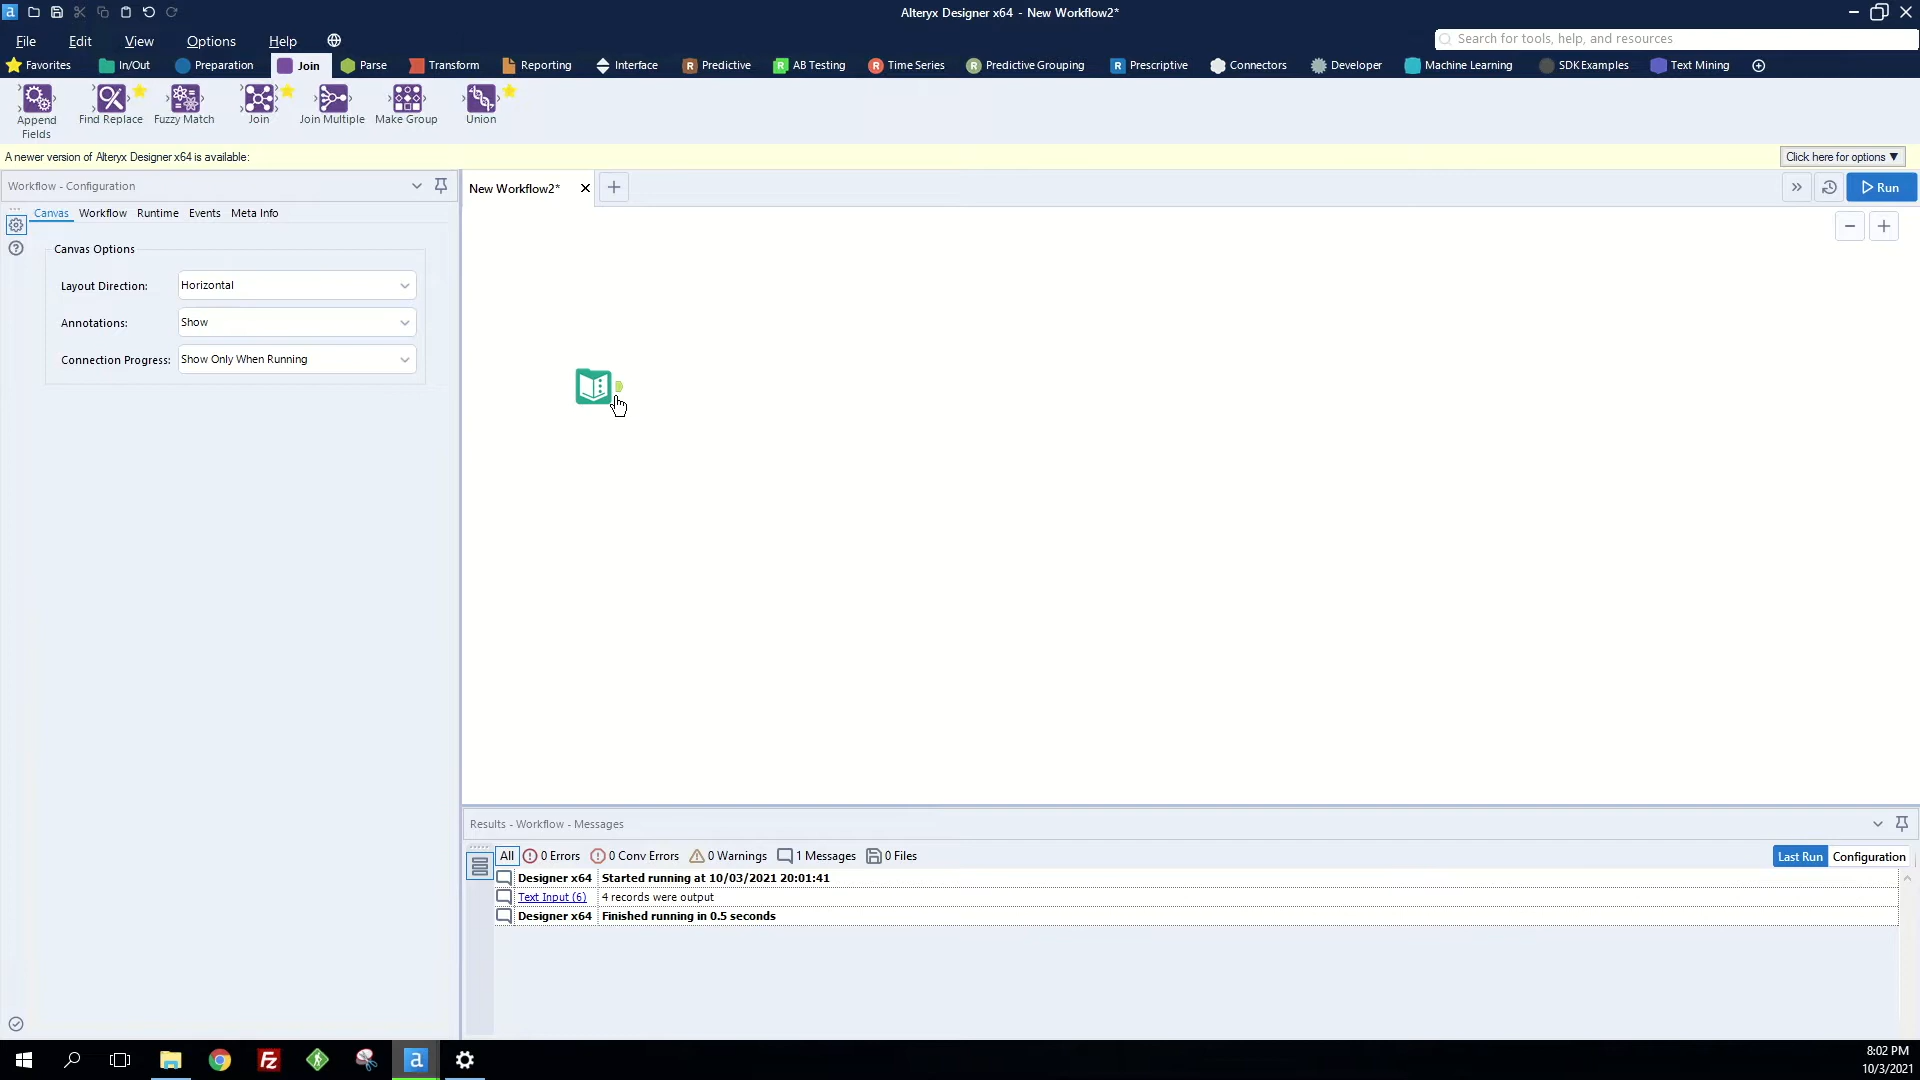 Alteryx Designer x64 - New Workflow2*
File Edit View Options Help
Search for tools, help, and resources
Favorites In/Out Preparation Join Parse Transform Reporting Interface Predictive AB Testing Time Series Predictive Grouping Prescriptive Connectors Developer Machine Learning SDK Examples Text Mining
Append Fields
Find Replace
Fuzzy Match
Join
Join Multiple
Make Group
Union
A newer version of Alteryx Designer x64 is available:
Click here for options ▼
Workflow - Configuration
New Workflow2*
Run
Canvas Workflow Runtime Events Meta Info
Canvas Options
Layout Direction: Horizontal
Annotations: Show
Connection Progress: Show Only When Running
Results - Workflow - Messages
All 0 Errors 0 Conv Errors 0 Warnings 1 Messages 0 Files
Last Run Configuration
Designer x64 Started running at 10/03/2021 20:01:41
Text Input (6) 4 records were output
Designer x64 Finished running in 0.5 seconds
8:02 PM
10/3/2021